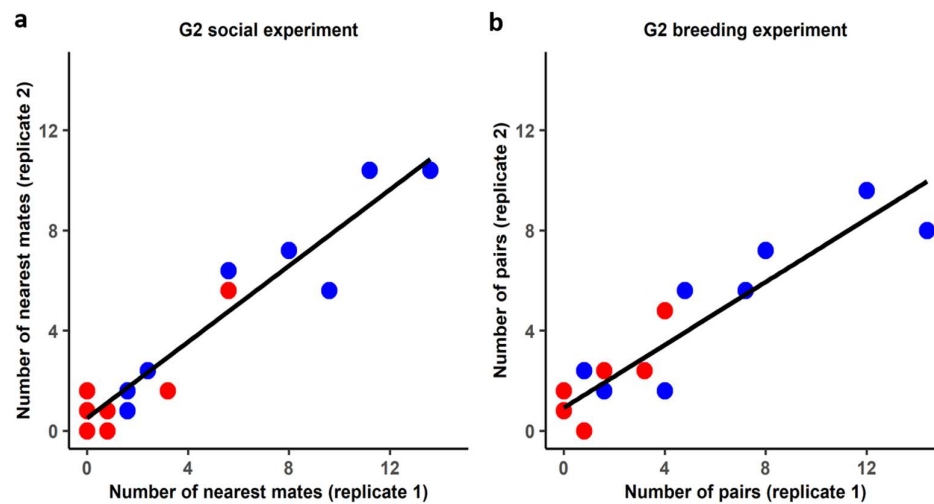 a
G2 social experiment
Number of nearest mates (replicate 2)
12
8
4
0
0
4
8
12
Number of nearest mates (replicate 1)
b
G2 breeding experiment
Number of pairs (replicate 2)
12
8
4
0
0
4
8
12
Number of pairs (replicate 1)